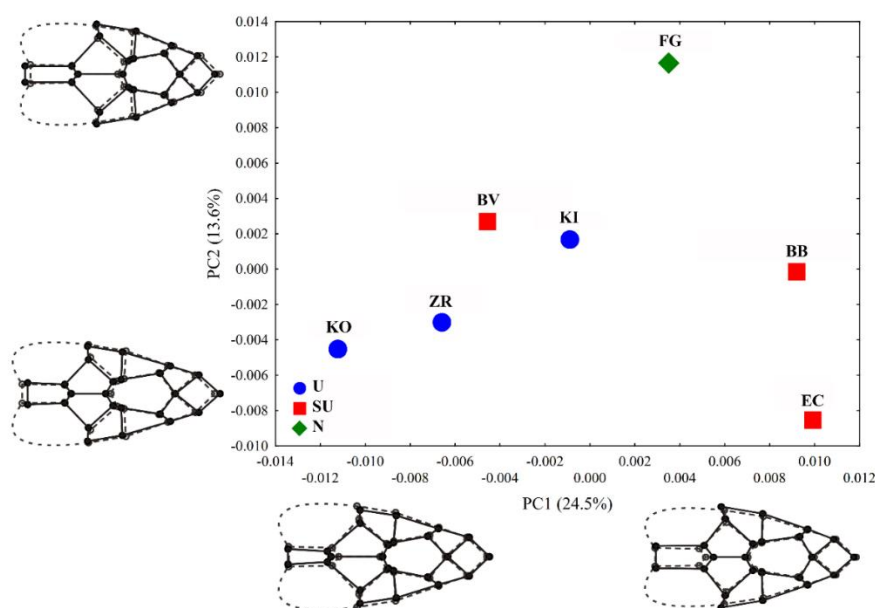 0.014
0.012
0.010
0.008
0.006
0.004
0.002
0.000
-0.002
-0.004
-0.006
-0.008
-0.010
PC2 (13.6%)
FG
BV
KI
BB
ZR
KO
EC
U
SU
N
-0.014 -0.010 -0.006 -0.002 0.002 0.006 0.010
-0.012 -0.008 -0.004 0.000 0.004 0.008 0.012
PC1 (24.5%)